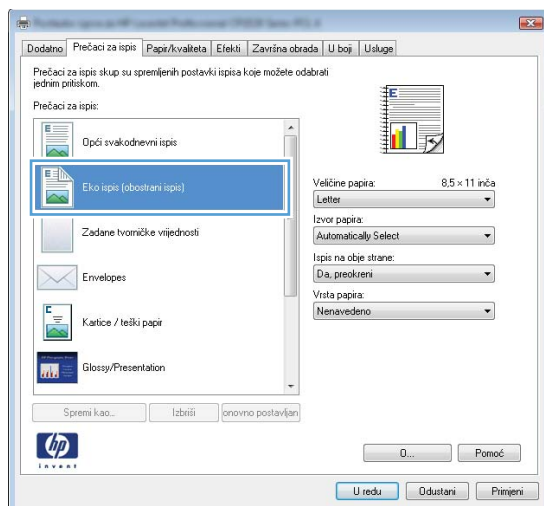 Dodatno Prečaci za ispis Papir/kvaliteta Efekti Završna obrada U boji Usluge
Prečaci za ispis skup su spremljenih postavki ispisa koje možete odabrati
jednim pritiskom.
Prečaci za ispis:
Opći svakodnevni ispis
Eko ispis (obostrani ispis)
Zadane tvorničke vrijednosti
Envelopes
Kartice / teški papir
Glossy/Presentation
Veličine papira: 8,5 × 11 inča
Letter
Izvor papira:
Automatically Select
Ispis na obje strane:
Da, preokreni
Vrsta papira:
Nenavedeno
Spremi kao... Izbriši onovno postavljan
hp
invent
O... Pomoć
U redu Odustani Primijeni